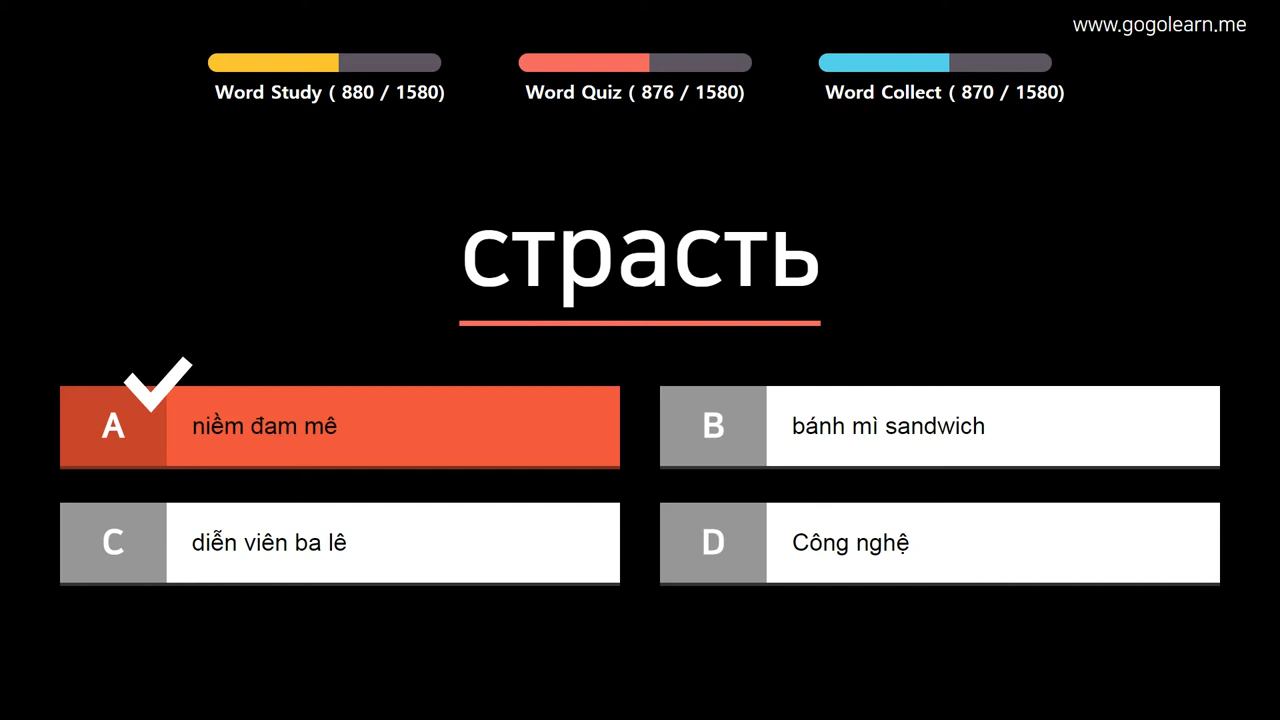 www.gogolearn.me
Word Study ( 880 / 1580)
Word Quiz ( 876 / 1580)
Word Collect ( 870 / 1580)
страсть
A niềm đam mê
B bánh mì sandwich
C diễn viên ba lê
D Công nghệ